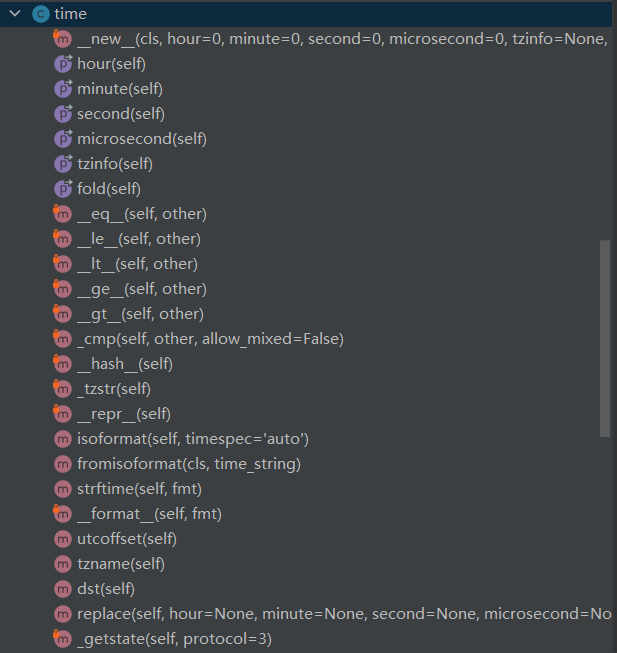 time
__new__(cls, hour=0, minute=0, second=0, microsecond=0, tzinfo=None,
hour(self)
minute(self)
second(self)
microsecond(self)
tzinfo(self)
fold(self)
__eq__(self, other)
__le__(self, other)
__lt__(self, other)
__ge__(self, other)
__gt__(self, other)
_cmp(self, other, allow_mixed=False)
__hash__(self)
_tzstr(self)
__repr__(self)
isoformat(self, timespec='auto')
fromisoformat(cls, time_string)
strftime(self, fmt)
__format__(self, fmt)
utcoffset(self)
tzname(self)
dst(self)
replace(self, hour=None, minute=None, second=None, microsecond=No
_getstate(self, protocol=3)